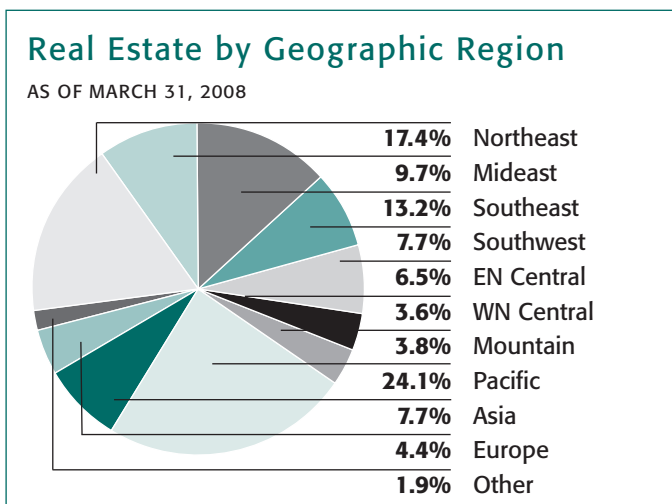 Real Estate by Geographic Region
AS OF MARCH 31, 2008
17.4% Northeast
9.7% Mideast
13.2% Southeast
7.7% Southwest
6.5% EN Central
3.6% WN Central
3.8% Mountain
24.1% Pacific
7.7% Asia
4.4% Europe
1.9% Other